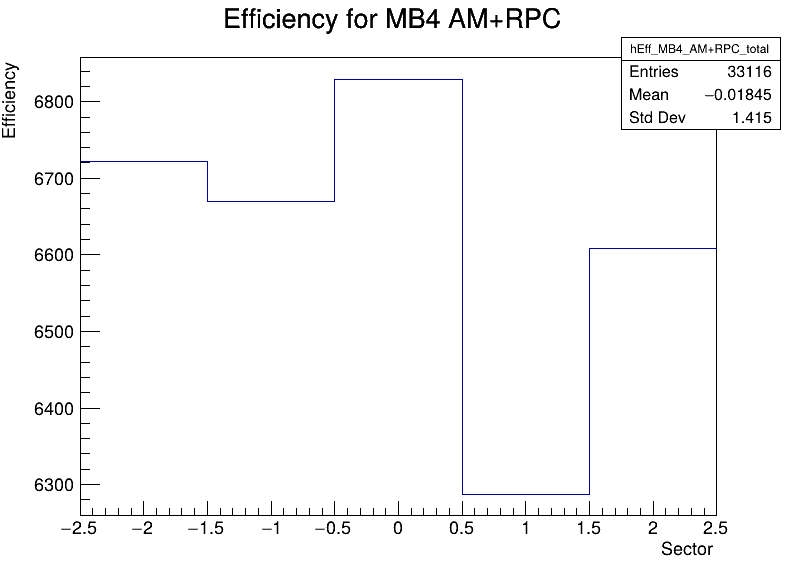 Efficiency for MB4 AM+RPC
hEff_MB4_AM+RPC_total
Entries 33116
Mean −0.01845
Std Dev 1.415
Efficiency
6800
6700
6600
6500
6400
6300
−2.5 −2 −1.5 −1 −0.5 0 0.5 1 1.5 2 2.5
Sector